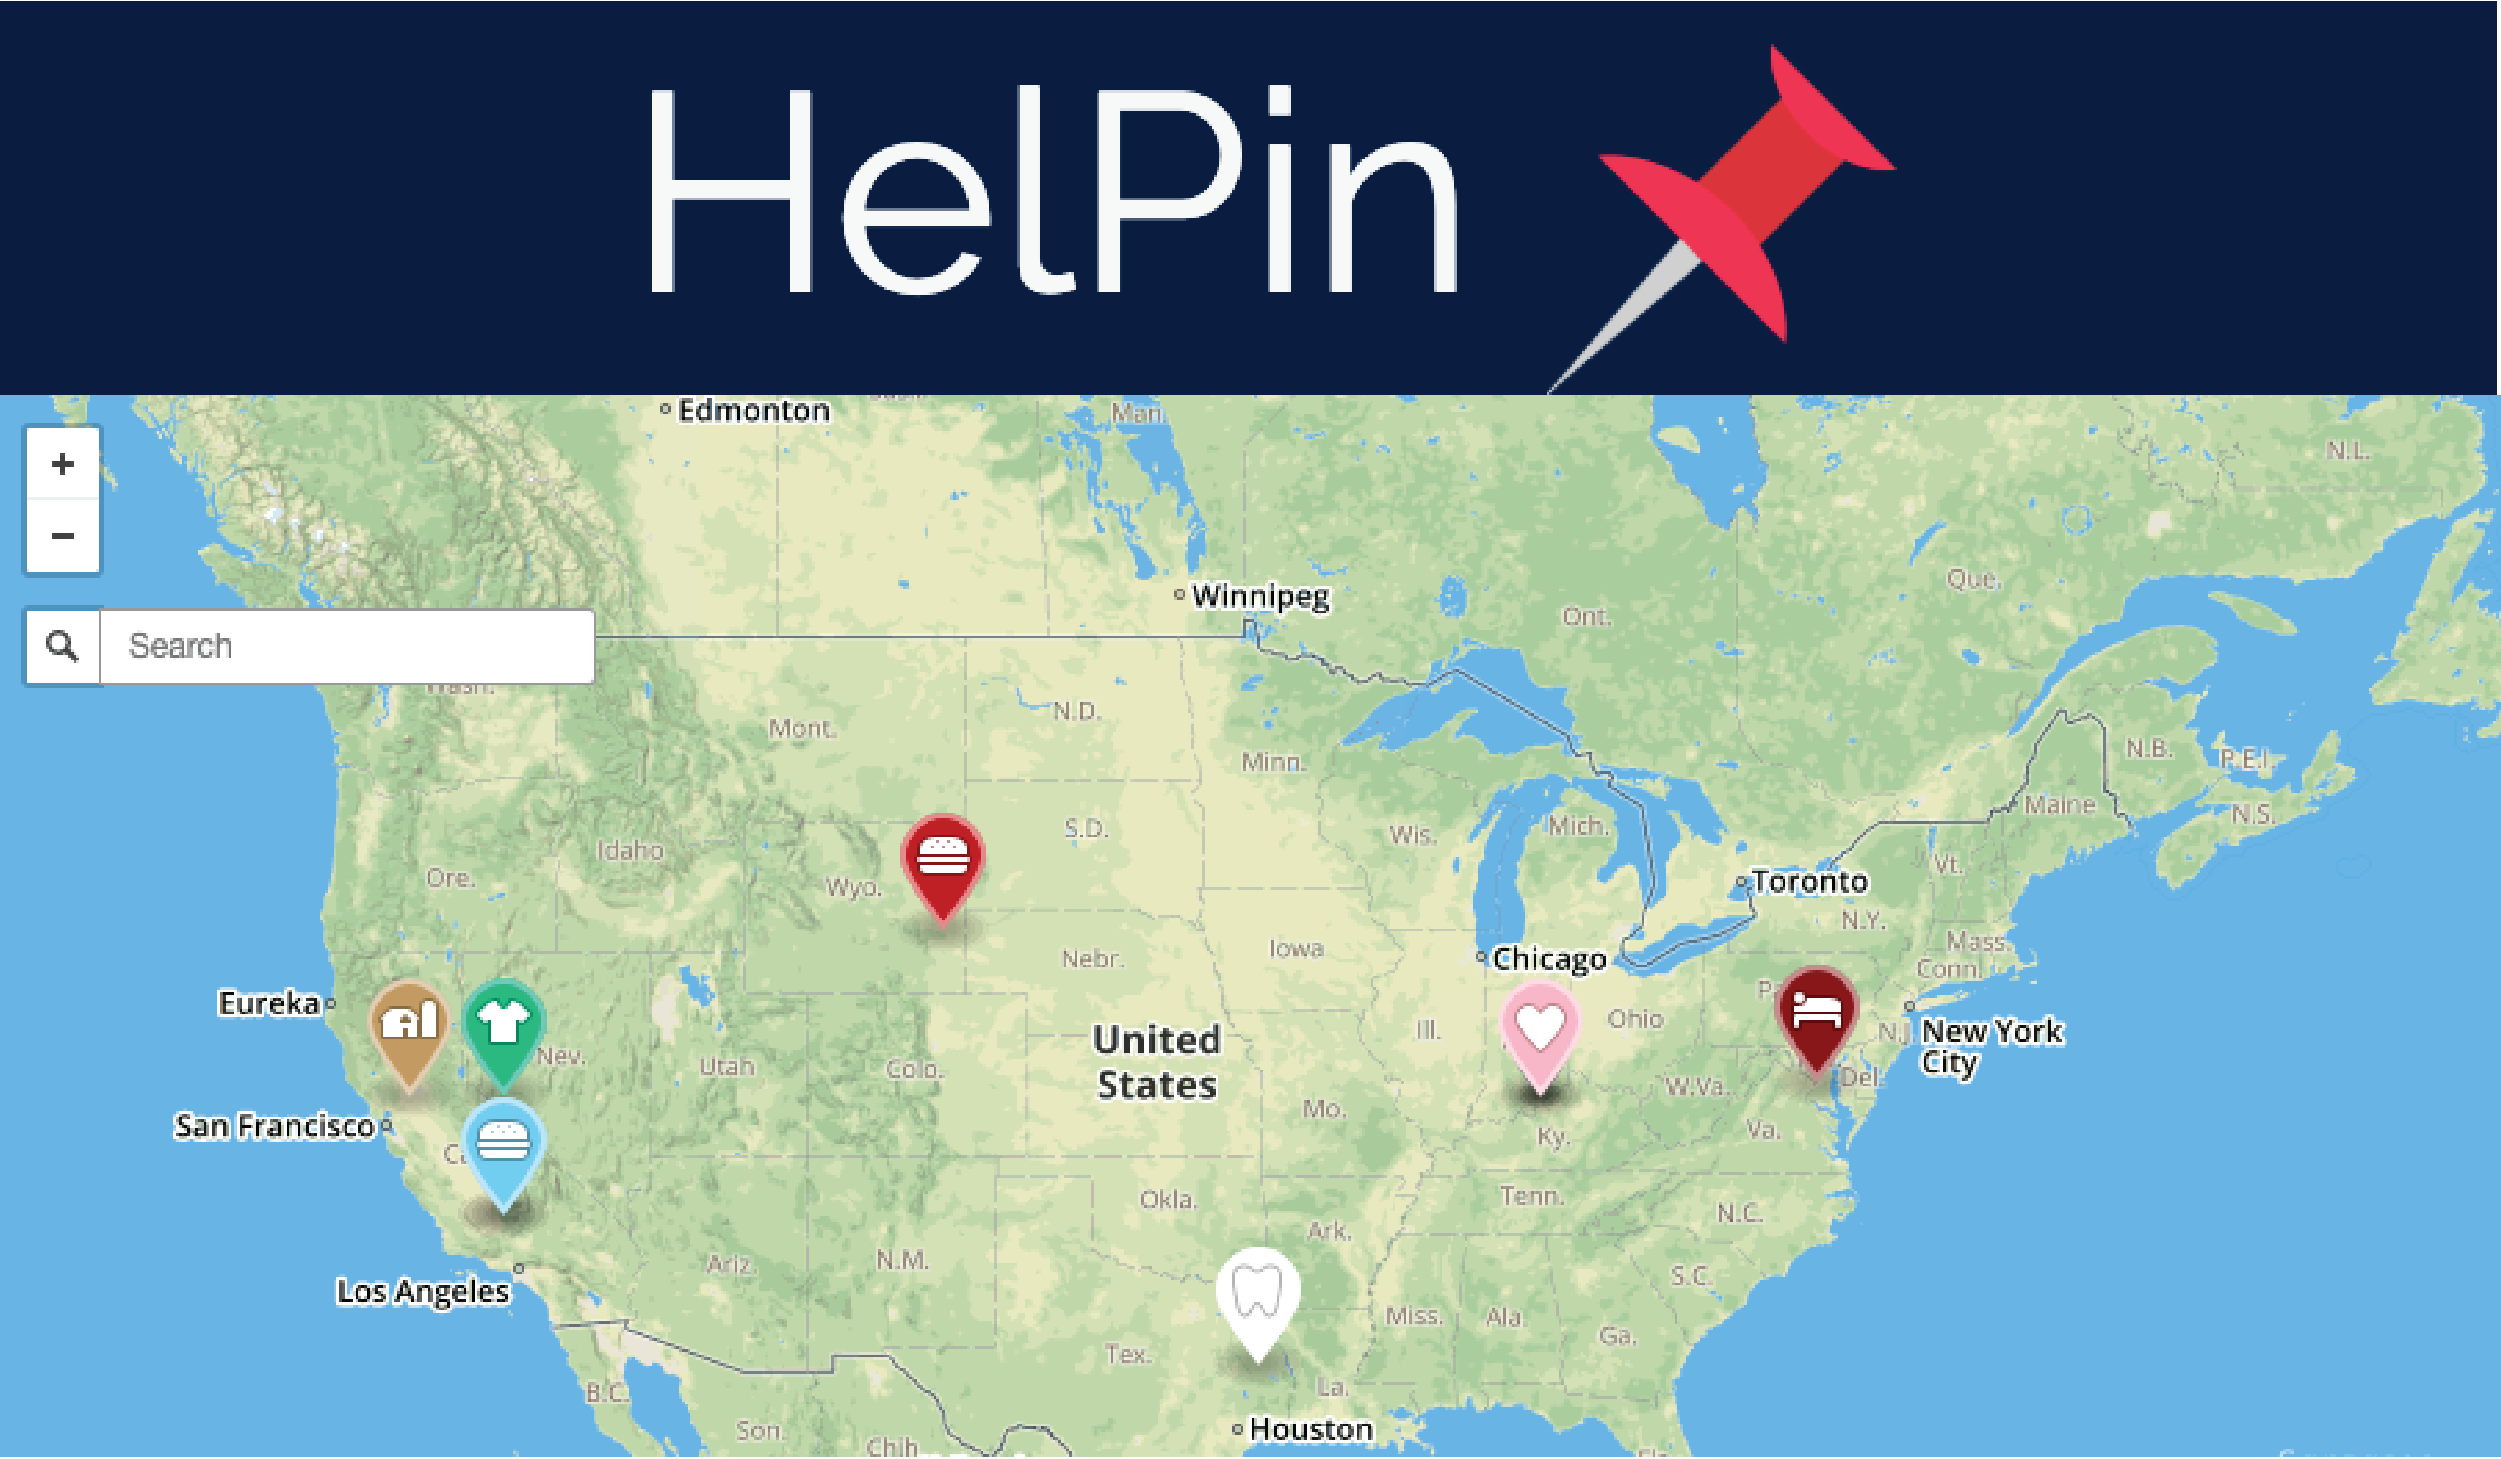 HelPin
Edmonton
Man.
N.L.
+
−
Winnipeg
Que.
Ont.
Search
Wash.
N.D.
Mont.
Minn.
N.B.
P.E.I.
Maine
N.S.
S.D.
Mich.
Wis.
Idaho
Vt.
Ore.
Wyo.
Toronto
N.Y.
Mass.
Iowa
Nebr.
Chicago
Conn.
Eureka
Ill.
Ohio
N.J.
New York
City
United
States
Nev.
Utah
Colo.
Del.
W.Va.
Mo.
San Francisco
Ky.
Va.
Okla.
Tenn.
N.C.
Ark.
Ariz.
N.M.
S.C.
Los Angeles
Miss.
Ala.
Ga.
Tex.
La.
B.C.
Houston
Son.
Chih.